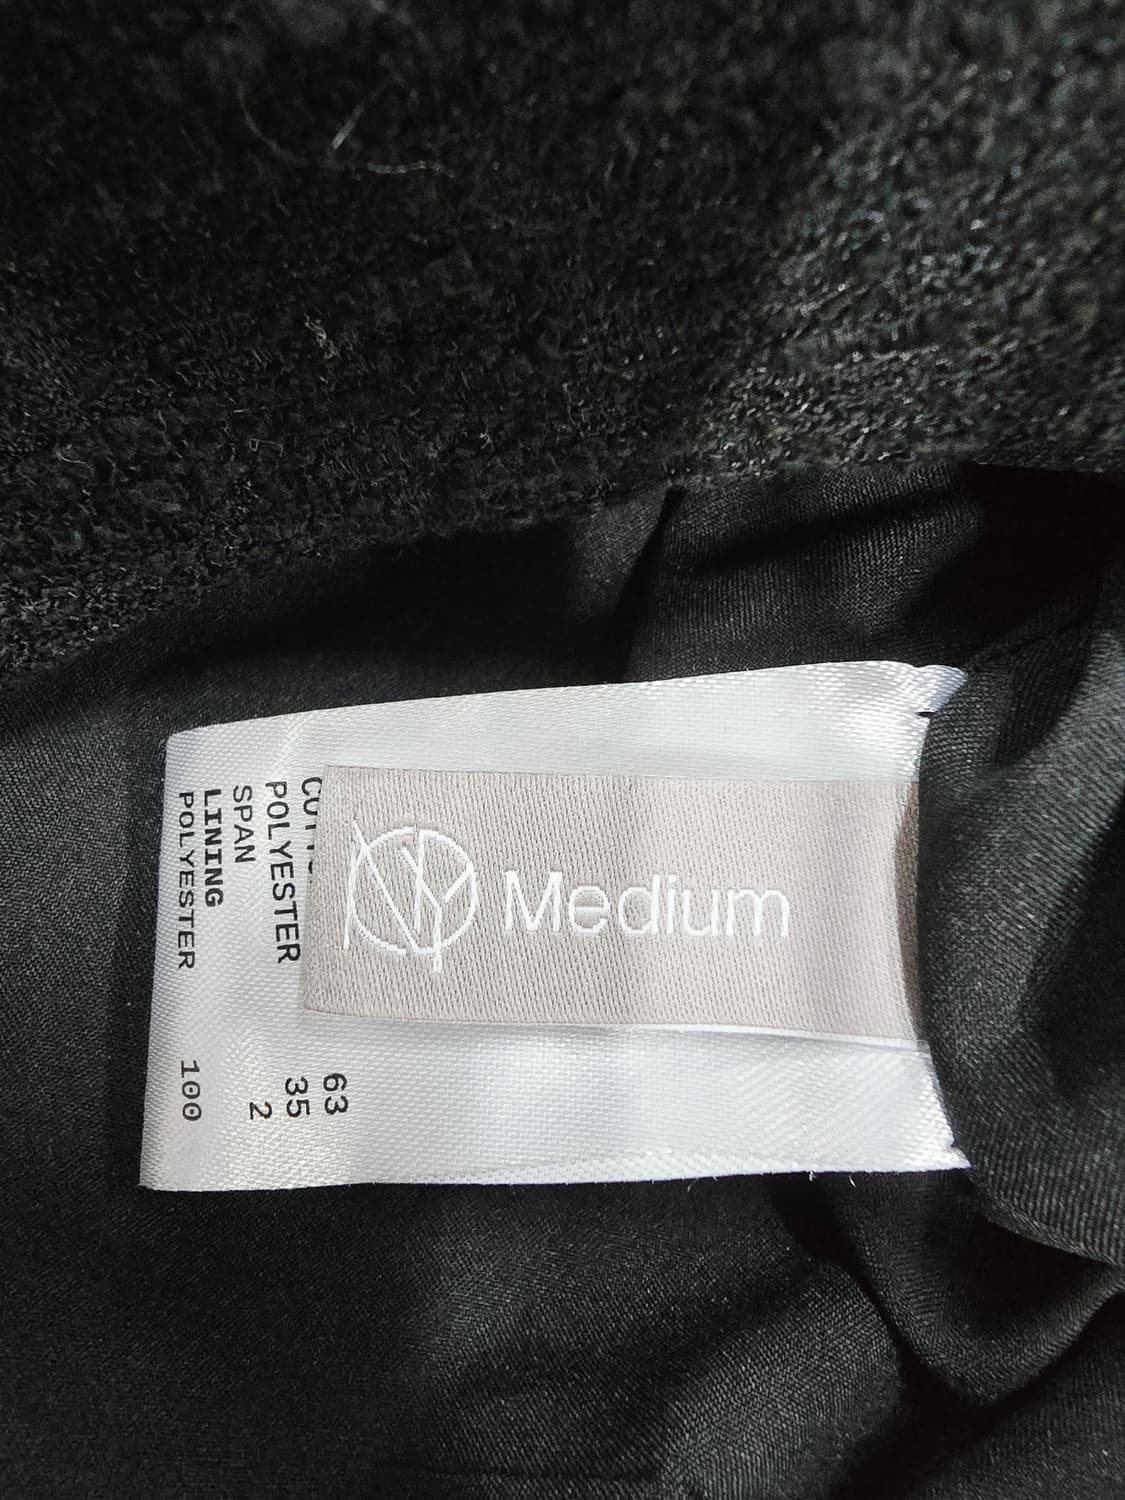 Medium
POLYESTER 35
SPAN 2
LINING
POLYESTER 100
63